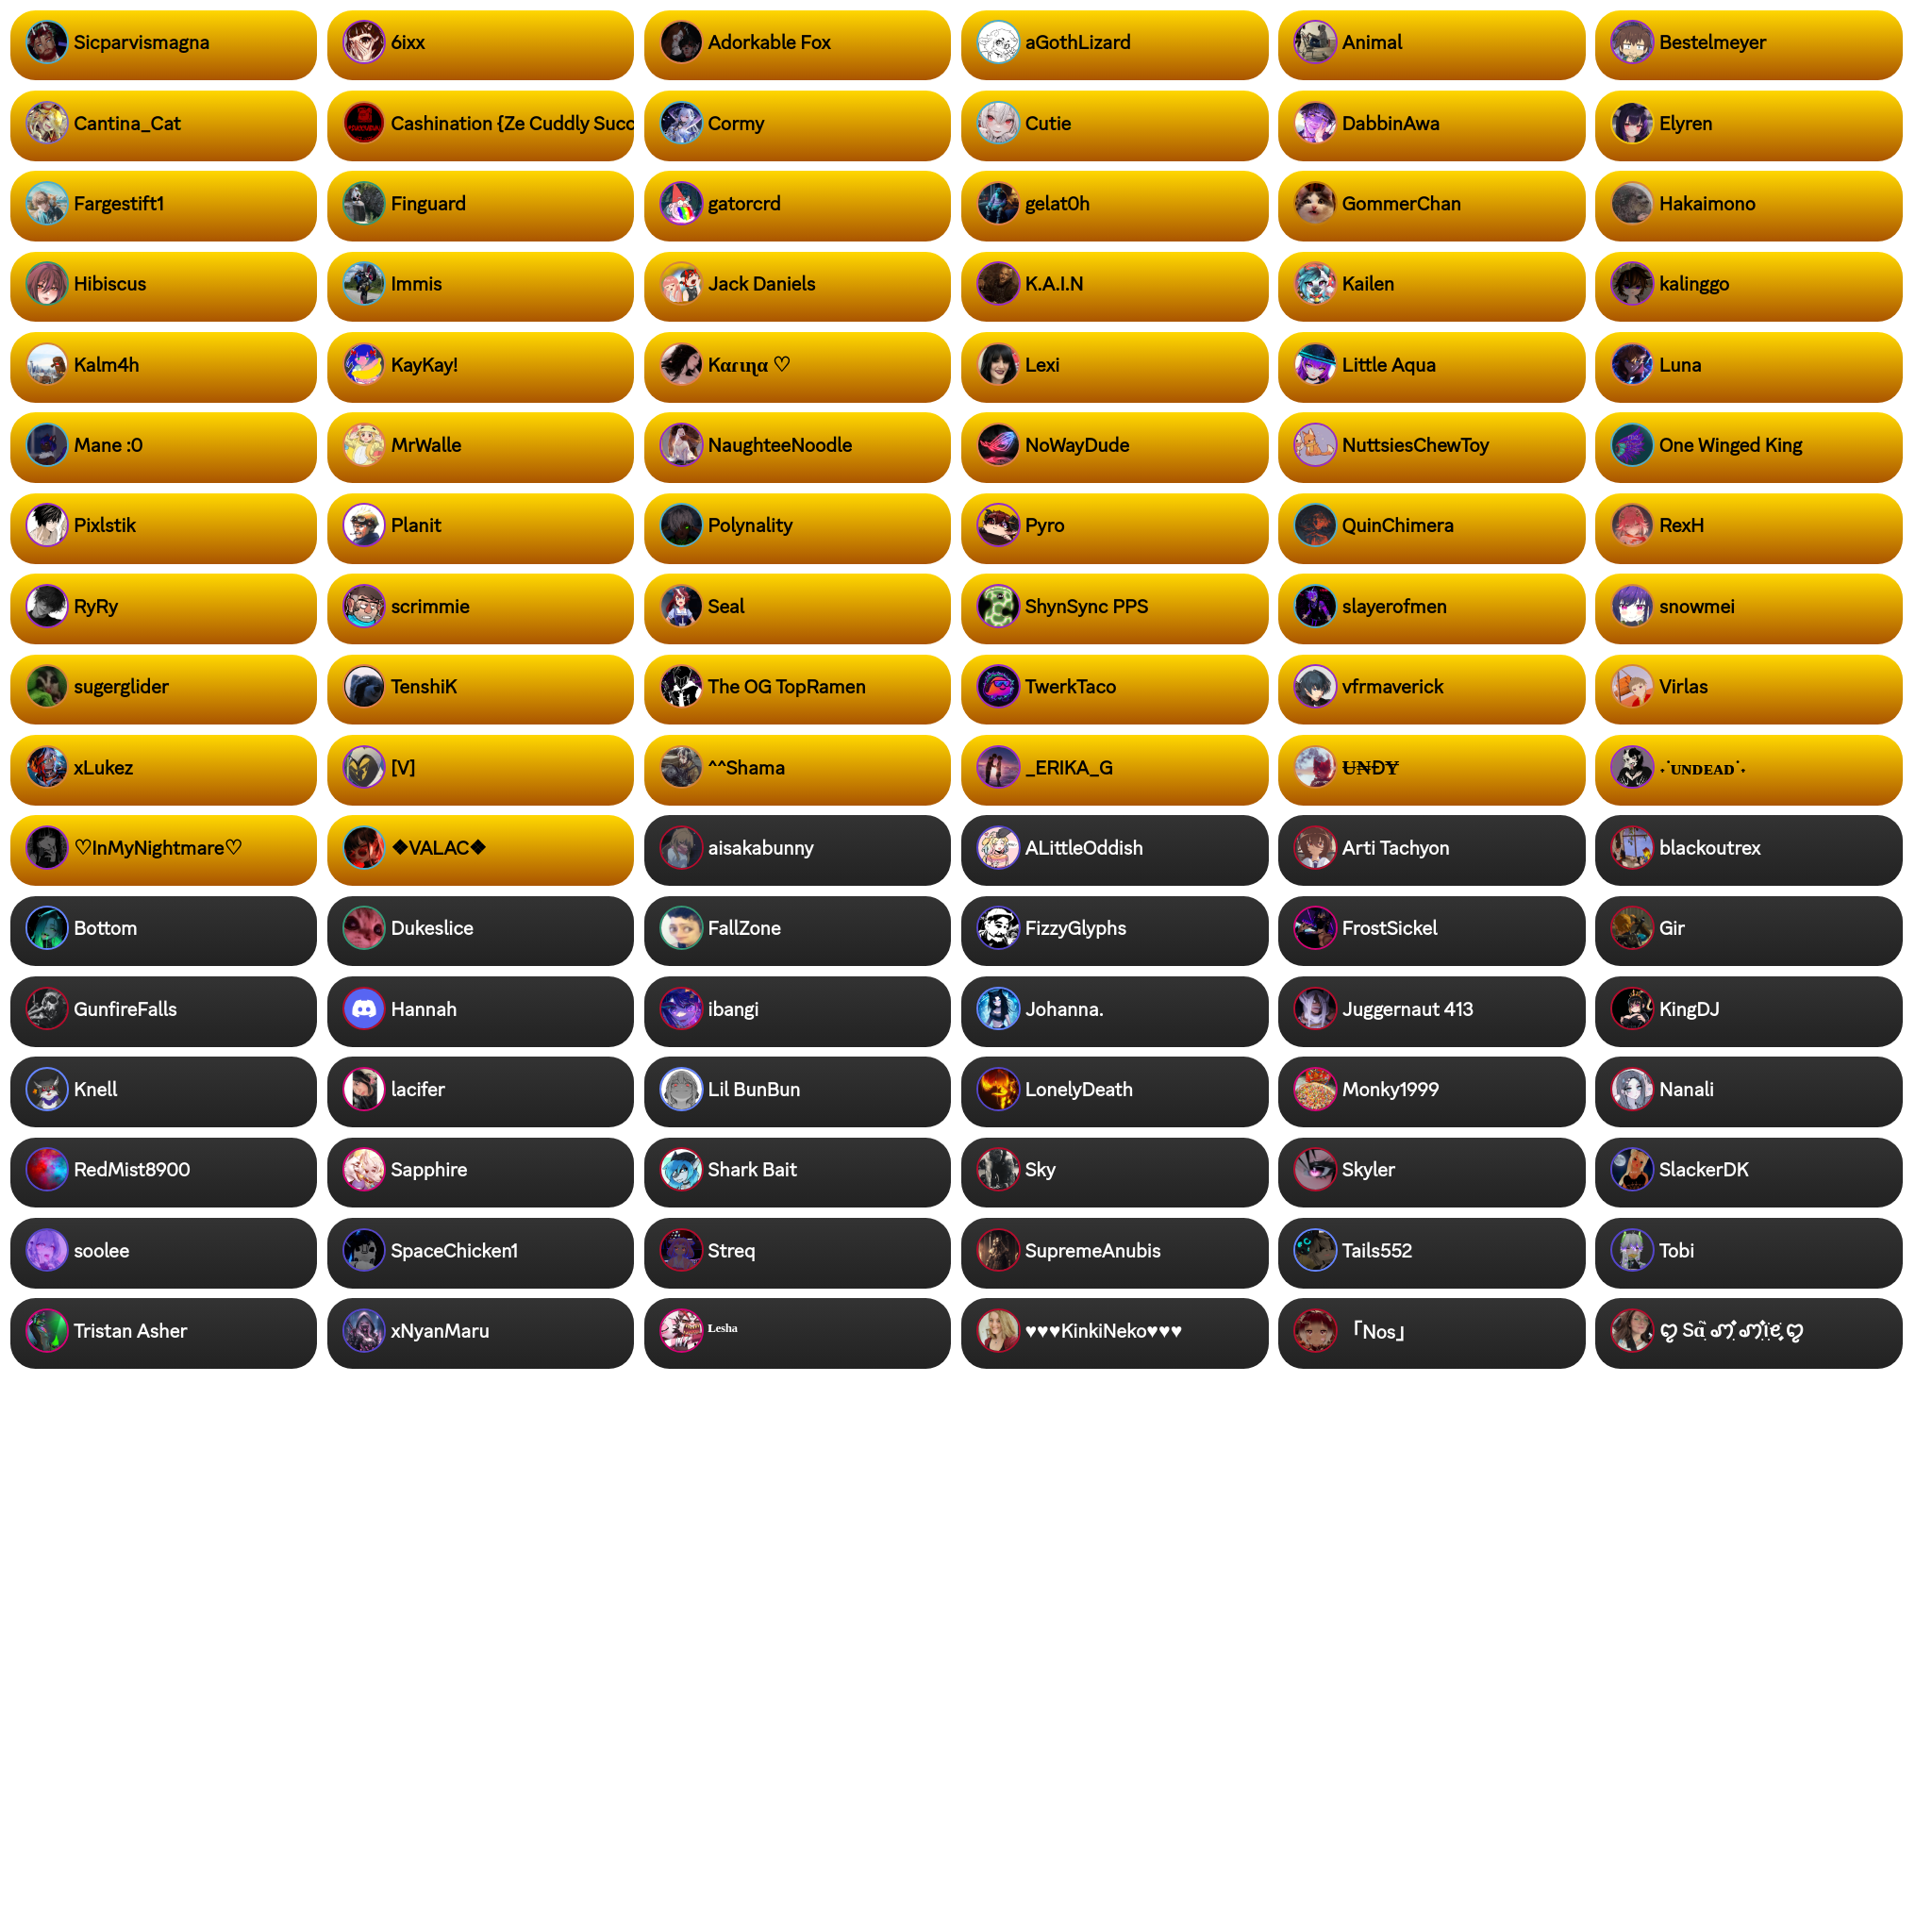 Sicparvismagna
6ixx
Adorkable Fox
aGothLizard
Animal
Bestelmeyer
Cantina_Cat
Cashination {Ze Cuddly Succ
Cormy
Cutie
DabbinAwa
Elyren
Fargestift1
Finguard
gatorcrd
gelat0h
GommerChan
Hakaimono
Hibiscus
Immis
Jack Daniels
K.A.I.N
Kailen
kalinggo
Kalm4h
KayKay!
Kαɾιɳα ♡
Lexi
Little Aqua
Luna
Mane :0
MrWalle
NaughteeNoodle
NoWayDude
NuttsiesChewToy
One Winged King
Pixlstik
Planit
Polynality
Pyro
QuinChimera
RexH
RyRy
scrimmie
Seal
ShynSync PPS
slayerofmen
snowmei
sugerglider
TenshiK
The OG TopRamen
TwerkTaco
vfrmaverick
Virlas
xLukez
[V]
^^Shama
_ERIKA_G
U̶N̶ĐY̶
˖˙ᴜɴᴅᴇᴀᴅ˙˖
♡InMyNightmare♡
❖VALAC❖
aisakabunny
ALittleOddish
Arti Tachyon
blackoutrex
Bottom
Dukeslice
FallZone
FizzyGlyphs
FrostSickel
Gir
GunfireFalls
Hannah
ibangi
Johanna.
Juggernaut 413
KingDJ
Knell
lacifer
Lil BunBun
LonelyDeath
Monky1999
Nanali
RedMist8900
Sapphire
Shark Bait
Sky
Skyler
SlackerDK
soolee
SpaceChicken1
Streq
SupremeAnubis
Tails552
Tobi
Tristan Asher
xNyanMaru
ᴸᵉˢʰᵃ
♥♥♥KinkiNeko♥♥♥
「Nos」